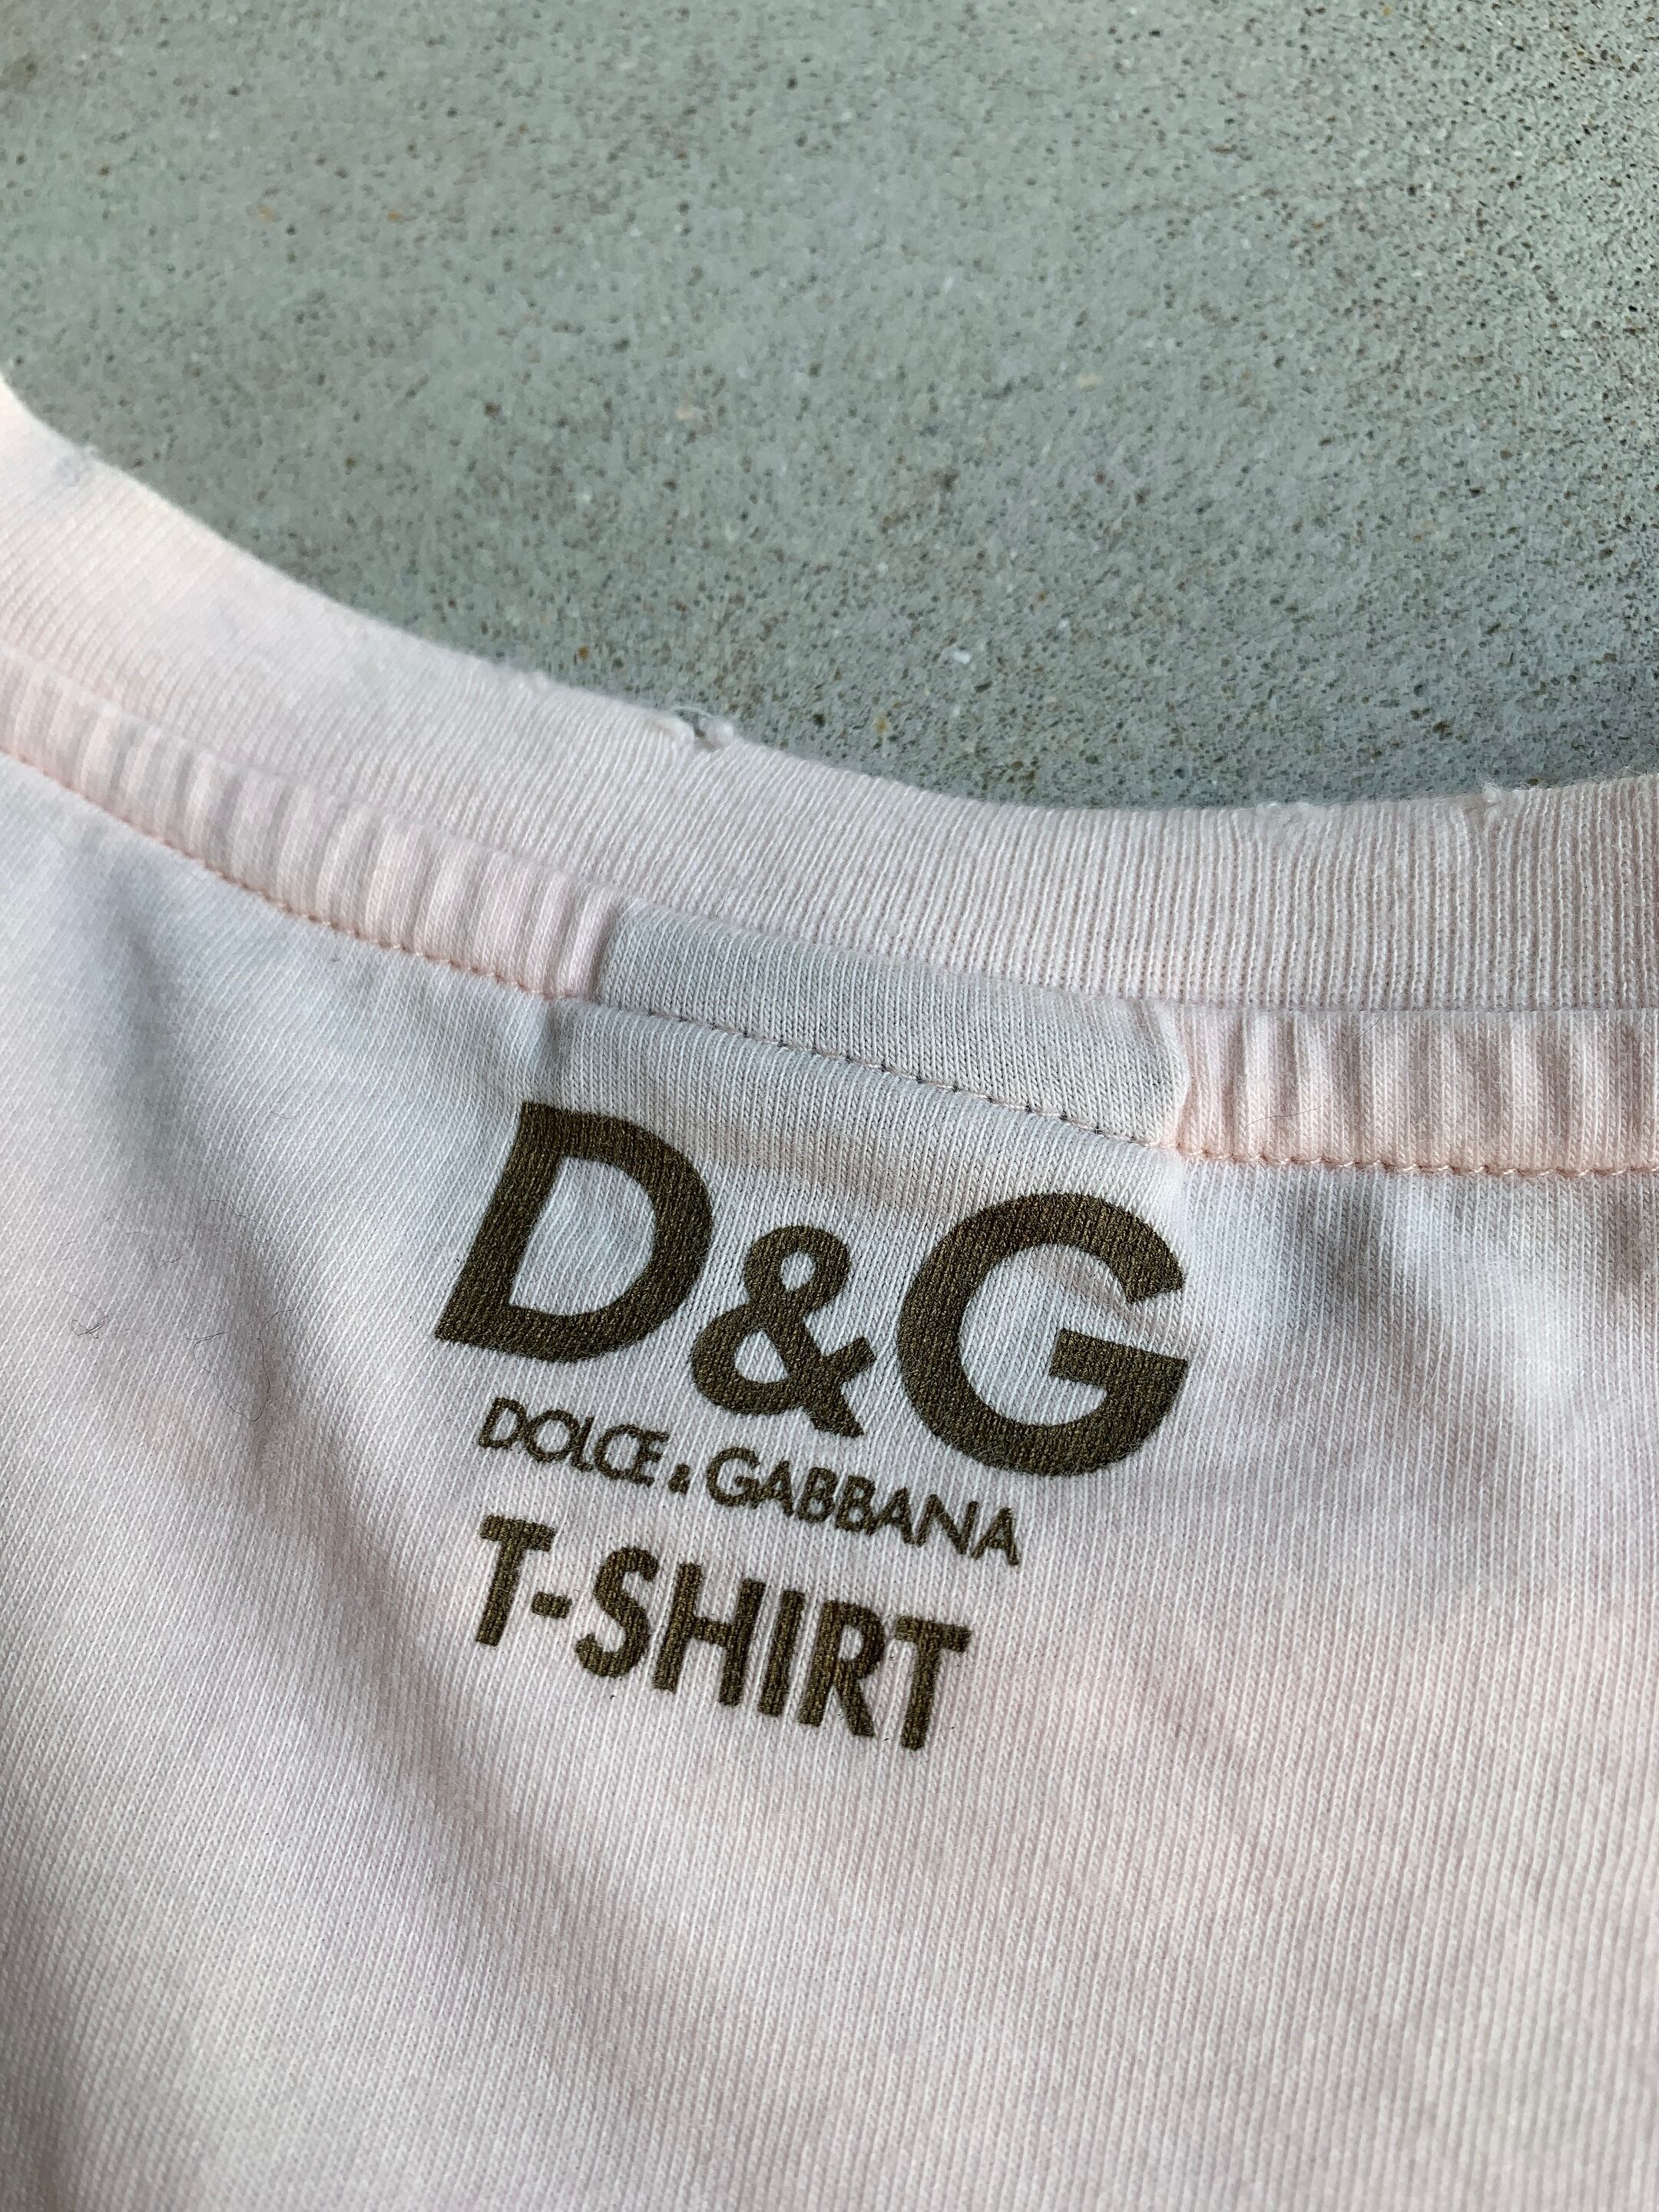 D&G
DOLCE & GABBANA
T-SHIRT